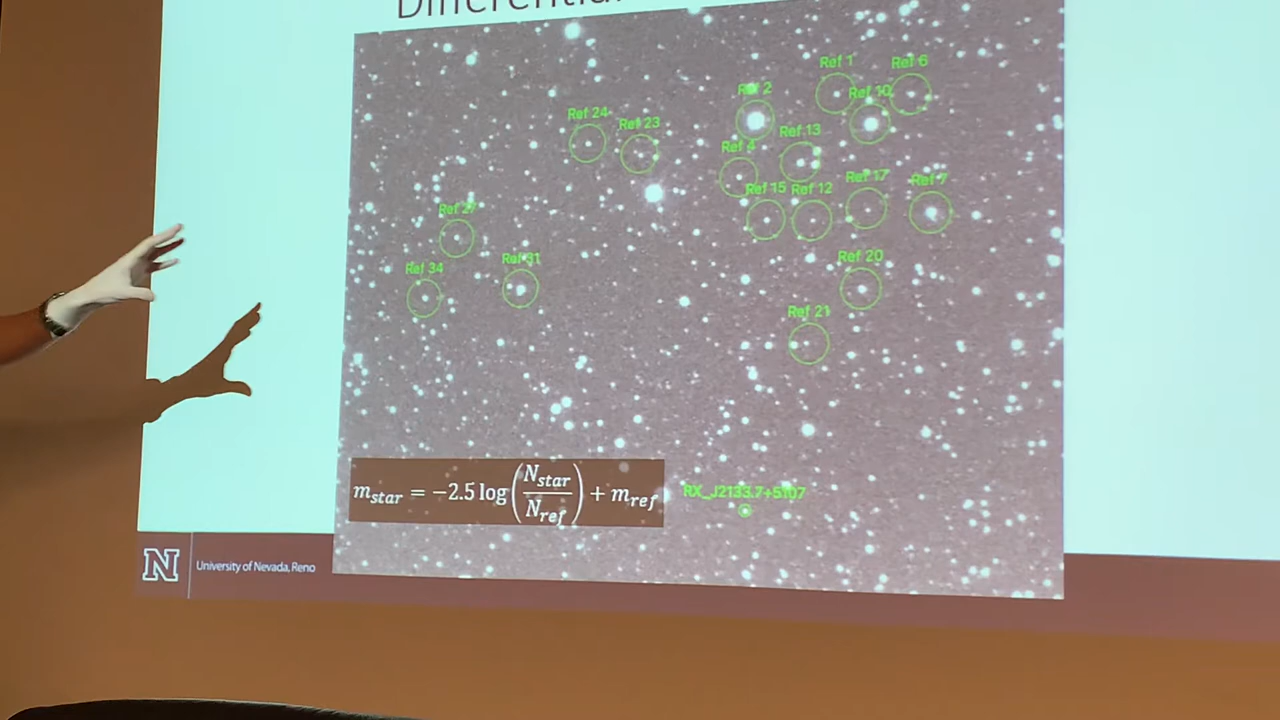 Differential
Ref 1
Ref 6
Ref 2
Ref 10
Ref 24
Ref 23
Ref 13
Ref 4
Ref 15
Ref 12
Ref 17
Ref 7
Ref 27
Ref 34
Ref 31
Ref 20
Ref 21
m_star = −2.5 log(N_star/N_ref) + m_ref
RX_J2133.7+5107
N
University of Nevada, Reno